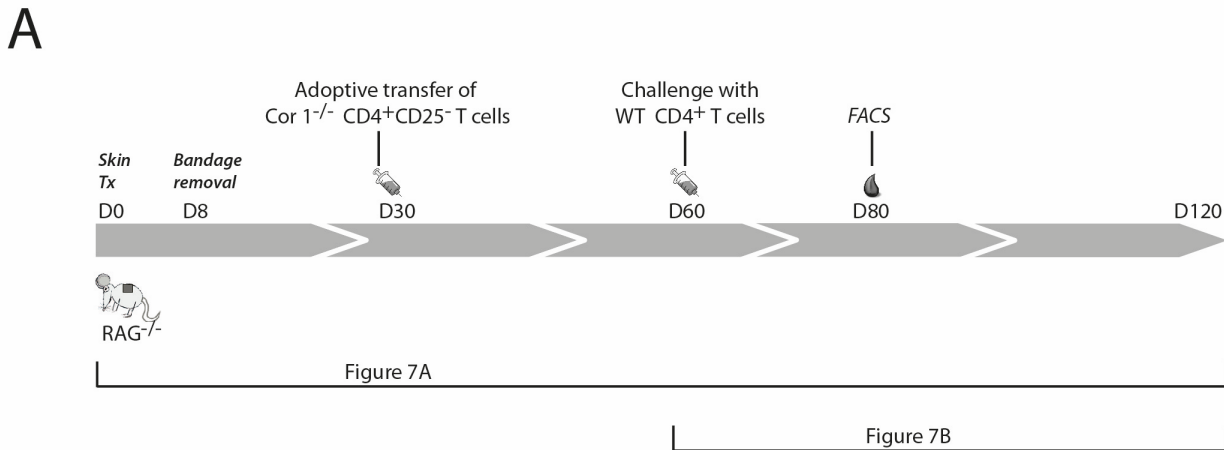 A
Adoptive transfer of
Cor 1-/- CD4+CD25- T cells
Challenge with
WT CD4+ T cells
FACS
Skin
Tx
Bandage
removal
D0
D8
D30
D60
D80
D120
RAG-/-
Figure 7A
Figure 7B